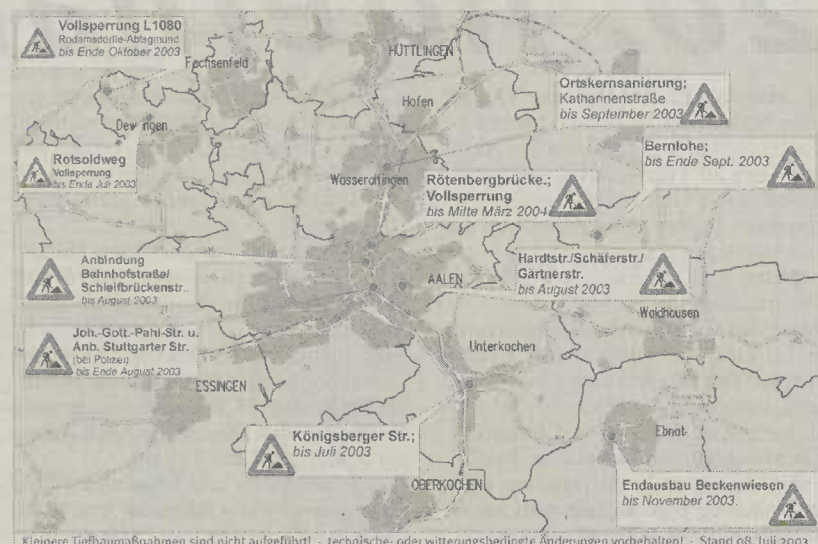 Vollsperrung L1080
Rodamsdörfle-Abtsgmünd
bis Ende Oktober 2003
Fachsenfeld
HÜTTLINGEN
Hofen
Ortskernsanierung;
Katharinenstraße
bis September 2003
Dewangen
Bernlohe;
bis Ende Sept. 2003
Rotsoldweg
Vollsperrung
bis Ende Juli 2003
Wasseralfingen
Rötenbergbrücke.;
Vollsperrung
bis Mitte März 2004
Anbindung
Bahnhofstraße/
Schleifbrückenstr..
bis August 2003
AALEN
Hardtstr./Schäferstr./
Gartnerstr.
bis August 2003
Waldhausen
Joh.-Gott.-Pahl-Str. u.
Anb. Stuttgarter Str.
(bei Polizei)
bis Ende August 2003
Unterkochen
ESSINGEN
Königsberger Str.;
bis Juli 2003
Ebnat
OBERKOCHEN
Endausbau Beckenwiesen
bis November 2003
Kleinere Tiefbaumaßnahmen sind nicht aufgeführt! - technische- oder witterungsbedingte Änderungen vorbehalten! - Stand 08. Juli 2003